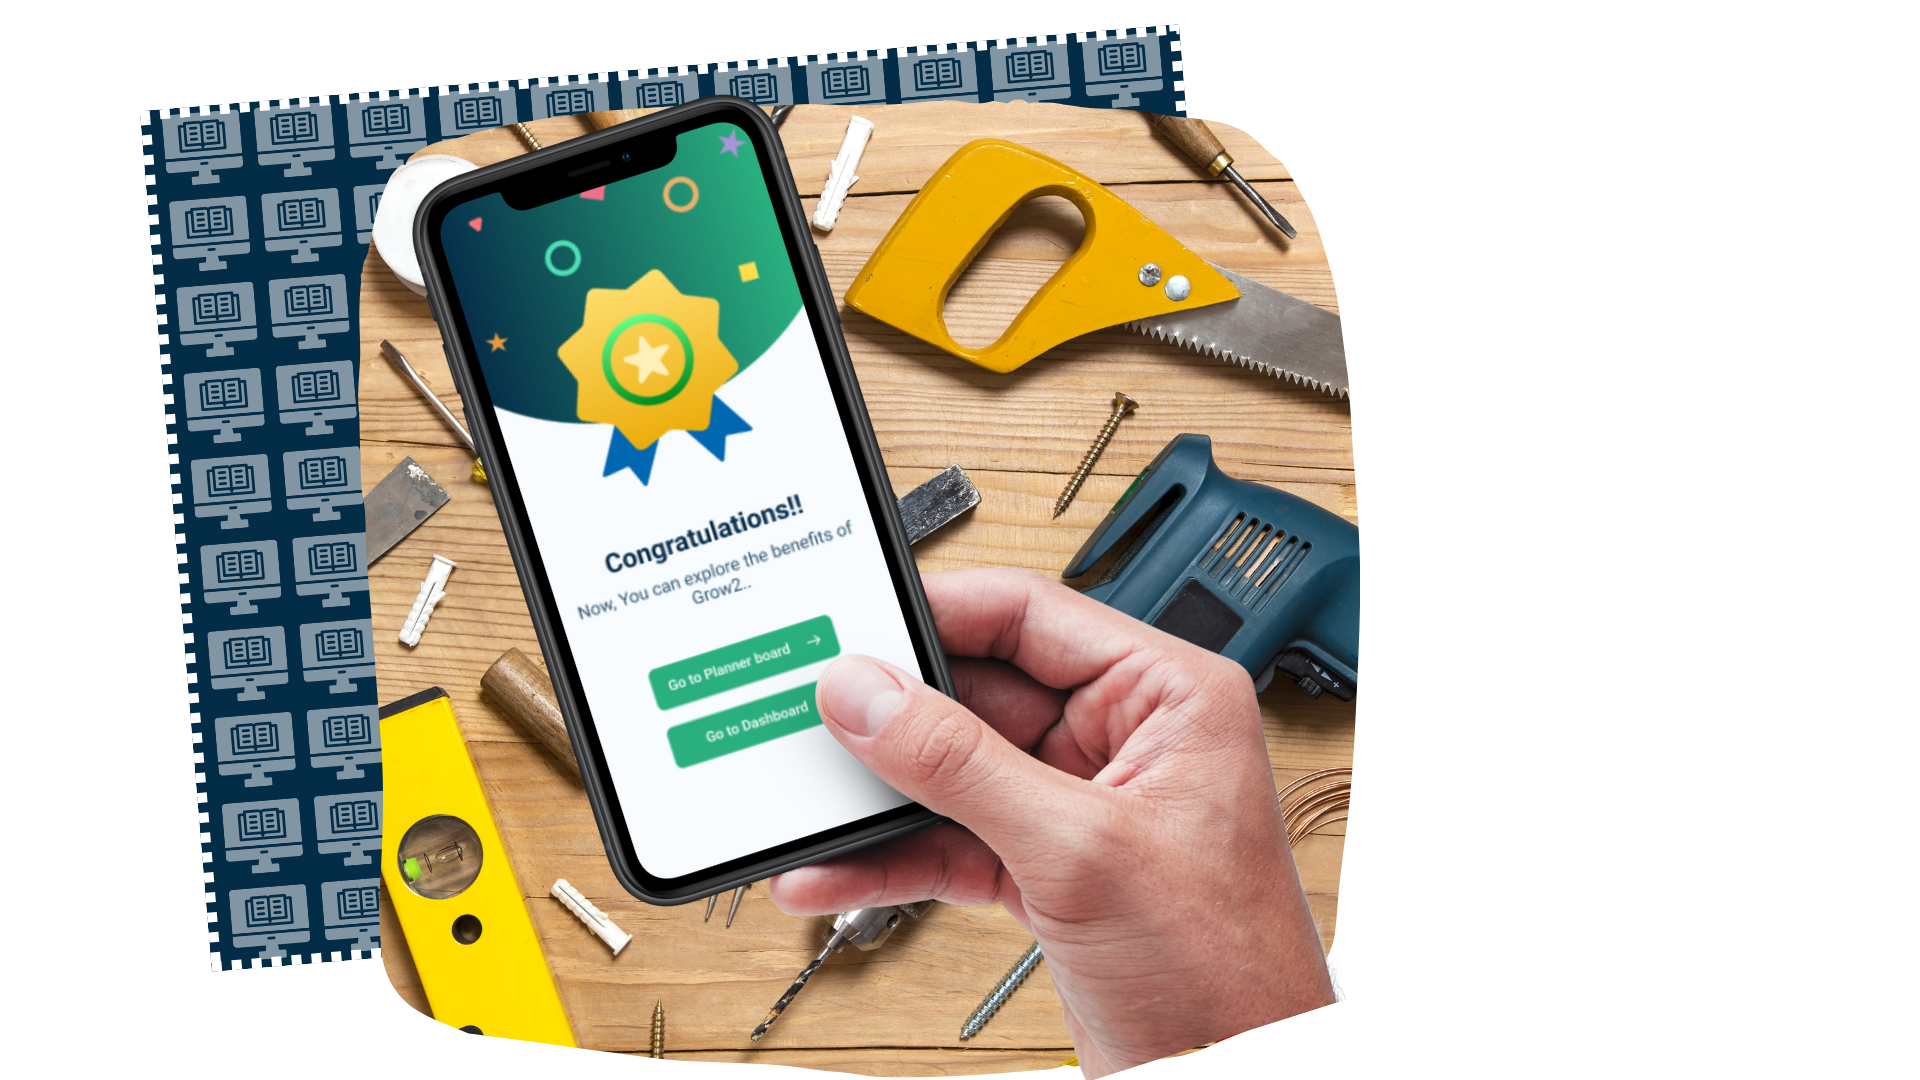 Congratulations!!
Now, You can explore the benefits of
Grow2..
Go to Planner board
Go to Dashboard